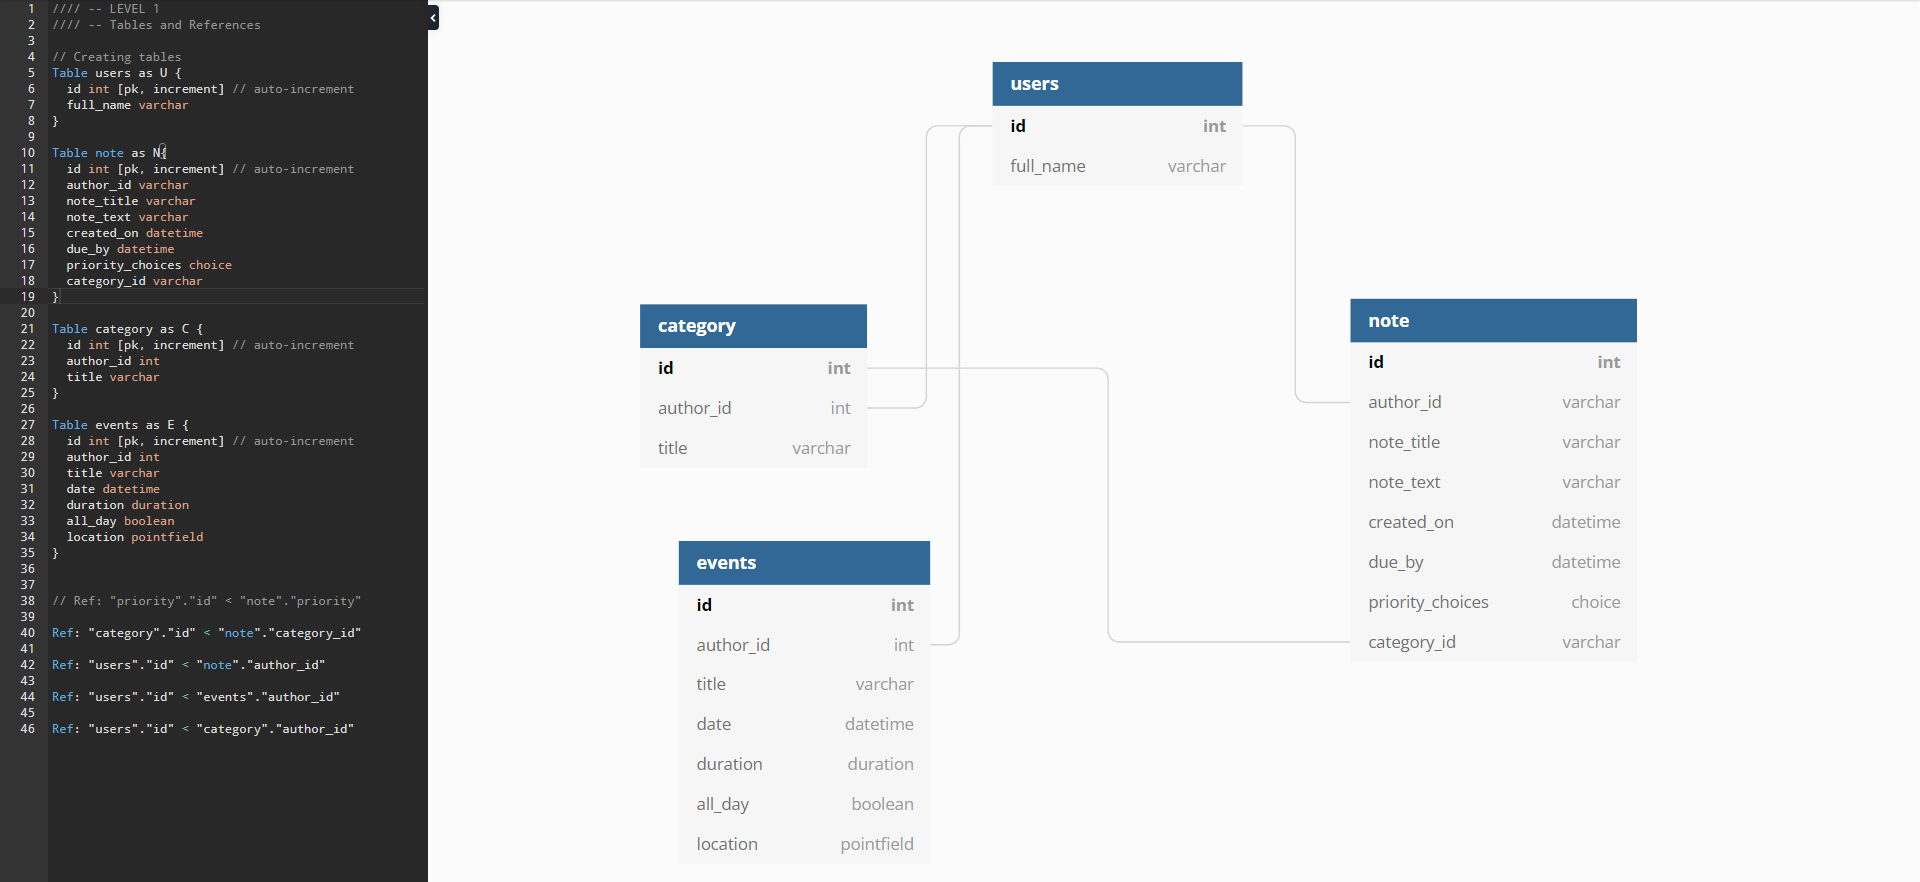 1 //// -- LEVEL 1
2 //// -- Tables and References
3
4 // Creating tables
5 Table users as U {
6 id int [pk, increment] // auto-increment
7 full_name varchar
8 }
9
10 Table note as N{
11 id int [pk, increment] // auto-increment
12 author_id varchar
13 note_title varchar
14 note_text varchar
15 created_on datetime
16 due_by datetime
17 priority_choices choice
18 category_id varchar
19 }
20
21 Table category as C {
22 id int [pk, increment] // auto-increment
23 author_id int
24 title varchar
25 }
26
27 Table events as E {
28 id int [pk, increment] // auto-increment
29 author_id int
30 title varchar
31 date datetime
32 duration duration
33 all_day boolean
34 location pointfield
35 }
36
37
38 // Ref: "priority"."id" < "note"."priority"
39
40 Ref: "category"."id" < "note"."category_id"
41
42 Ref: "users"."id" < "note"."author_id"
43
44 Ref: "users"."id" < "events"."author_id"
45
46 Ref: "users"."id" < "category"."author_id"
users
id int
full_name varchar
category
id int
author_id int
title varchar
events
id int
author_id int
title varchar
date datetime
duration duration
all_day boolean
location pointfield
note
id int
author_id varchar
note_title varchar
note_text varchar
created_on datetime
due_by datetime
priority_choices choice
category_id varchar